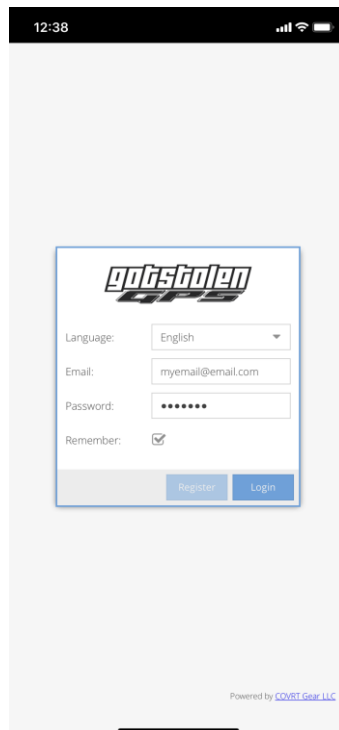 12:38
gotstolen
GPS
Language: English
Email: myemail@email.com
Password: •••••••
Remember:
Register Login
Powered by COVRT Gear LLC